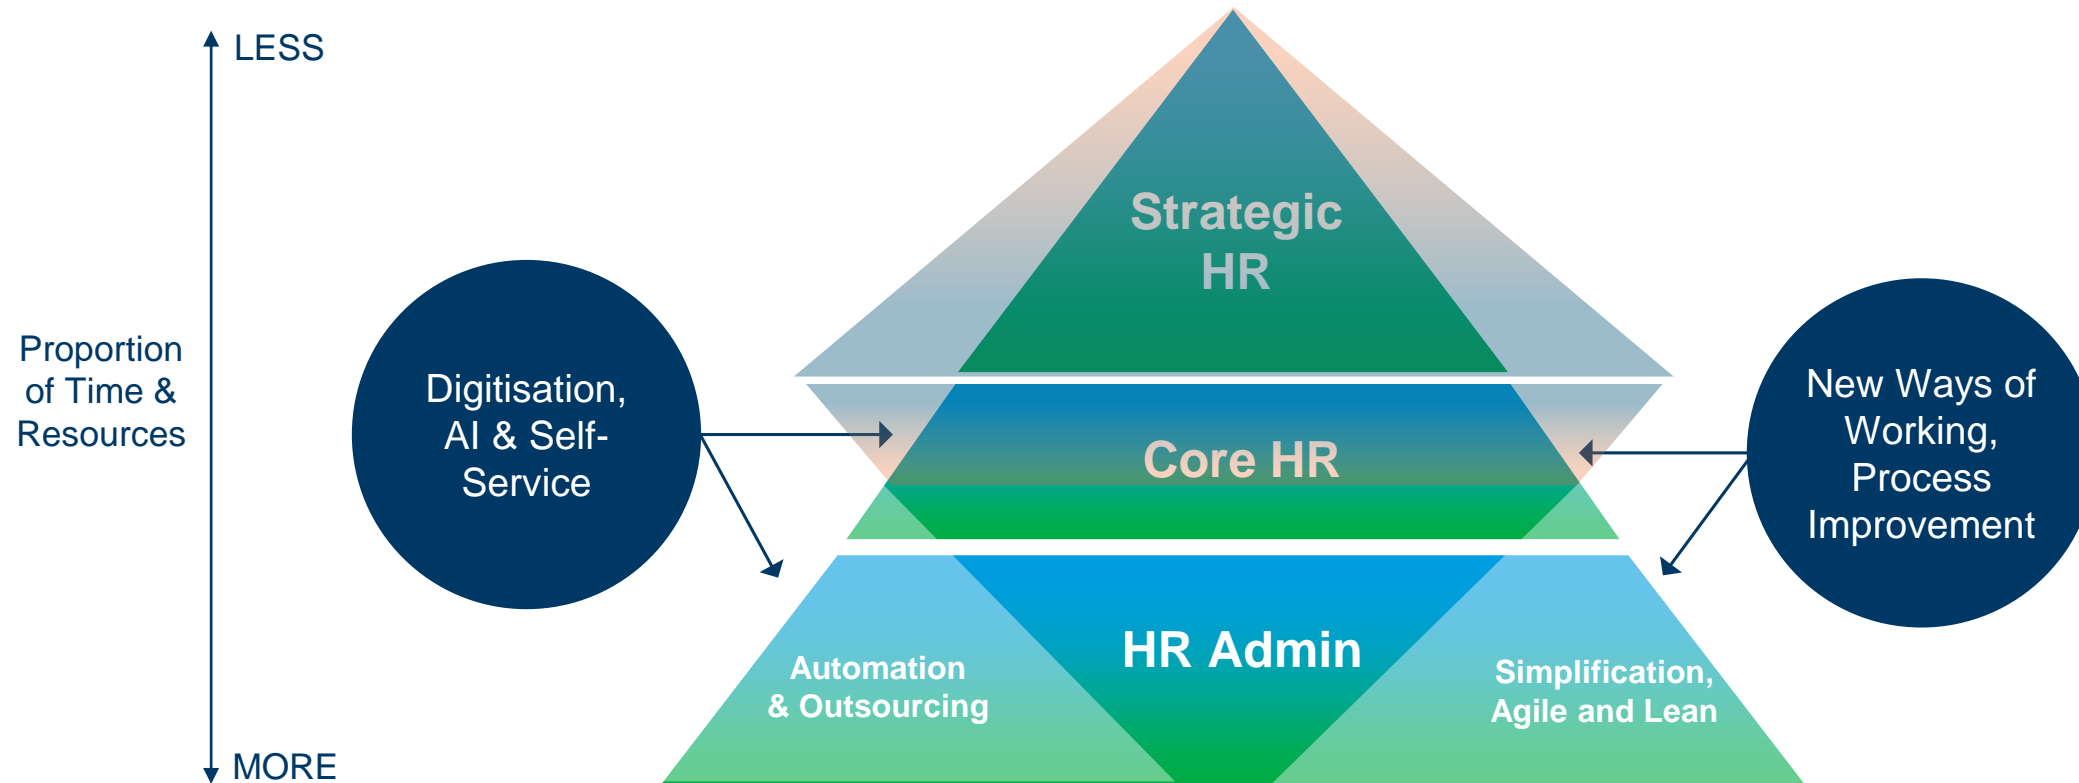 LESS
Proportion
of Time &
Resources
MORE
Digitisation,
AI & Self-
Service
Strategic
HR
Core HR
HR Admin
Automation
& Outsourcing
Simplification,
Agile and Lean
New Ways of
Working,
Process
Improvement